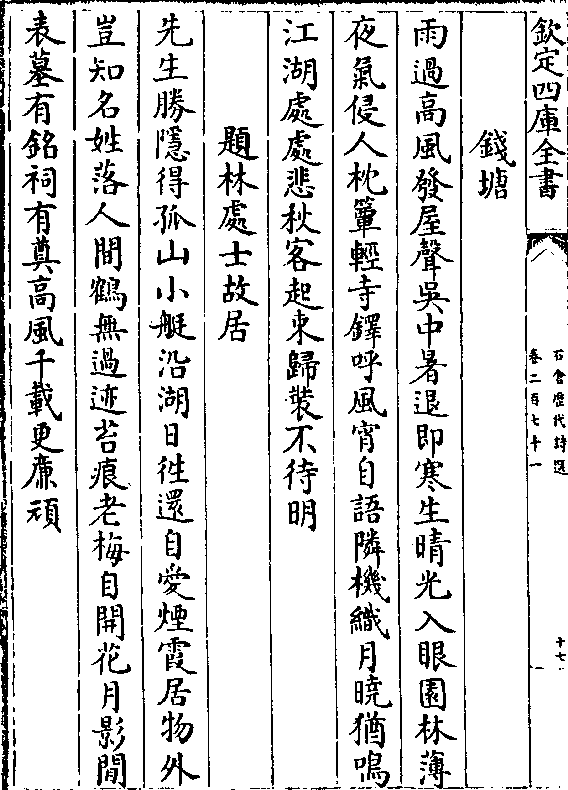 欽定四庫全書
石倉歷代詩選
卷二百七十一
十七
錢塘
雨過高風發屋聲吳中暑退即寒生晴光入眼園林薄
夜氣侵人枕簟輕寺鐸呼風宵自語隣機織月曉猶鳴
江湖處處悲秋客起束歸裝不待明
題林處士故居
先生勝隱得孤山小艇沿湖日徃還自愛煙霞居物外
豈知名姓落人間鶴無過迹苔痕老梅自開花月影閒
表墓有銘祠有奠高風千載更㢘頑